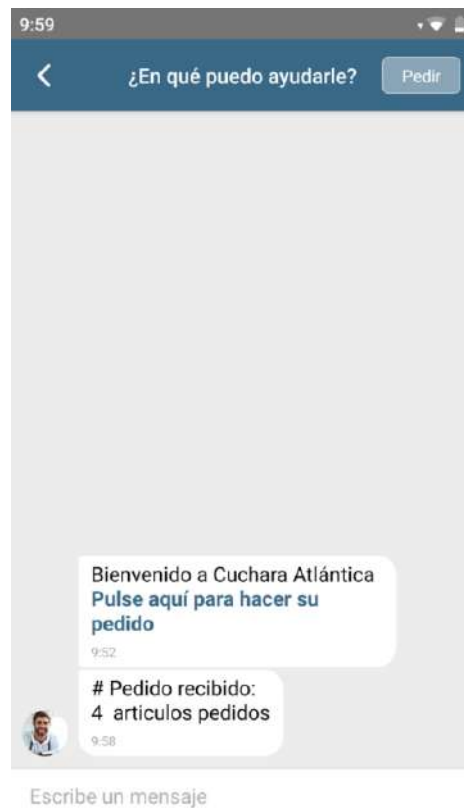 9:59
¿En qué puedo ayudarle?
Pedir
Bienvenido a Cuchara Atlántica
Pulse aquí para hacer su
pedido
9:52
# Pedido recibido:
4 articulos pedidos
9:58
Escribe un mensaje